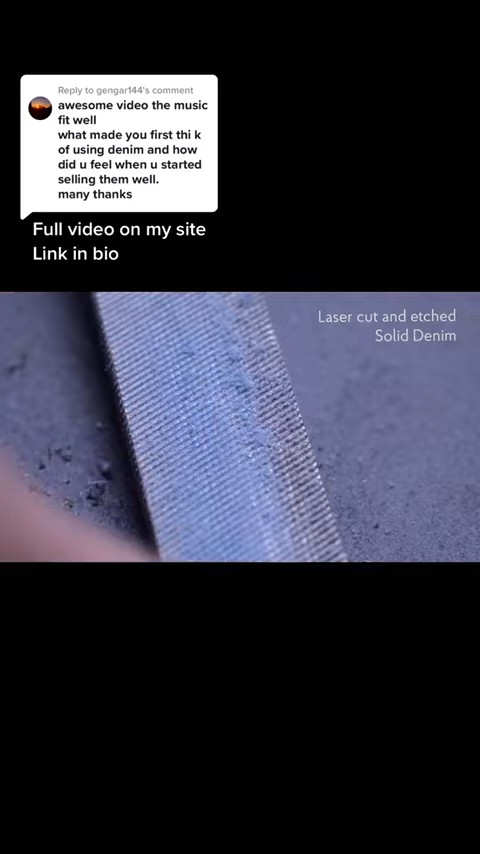 Reply to gengar144's comment
awesome video the music
fit well
what made you first thi k
of using denim and how
did u feel when u started
selling them well.
many thanks
Full video on my site
Link in bio
Laser cut and etched
Solid Denim